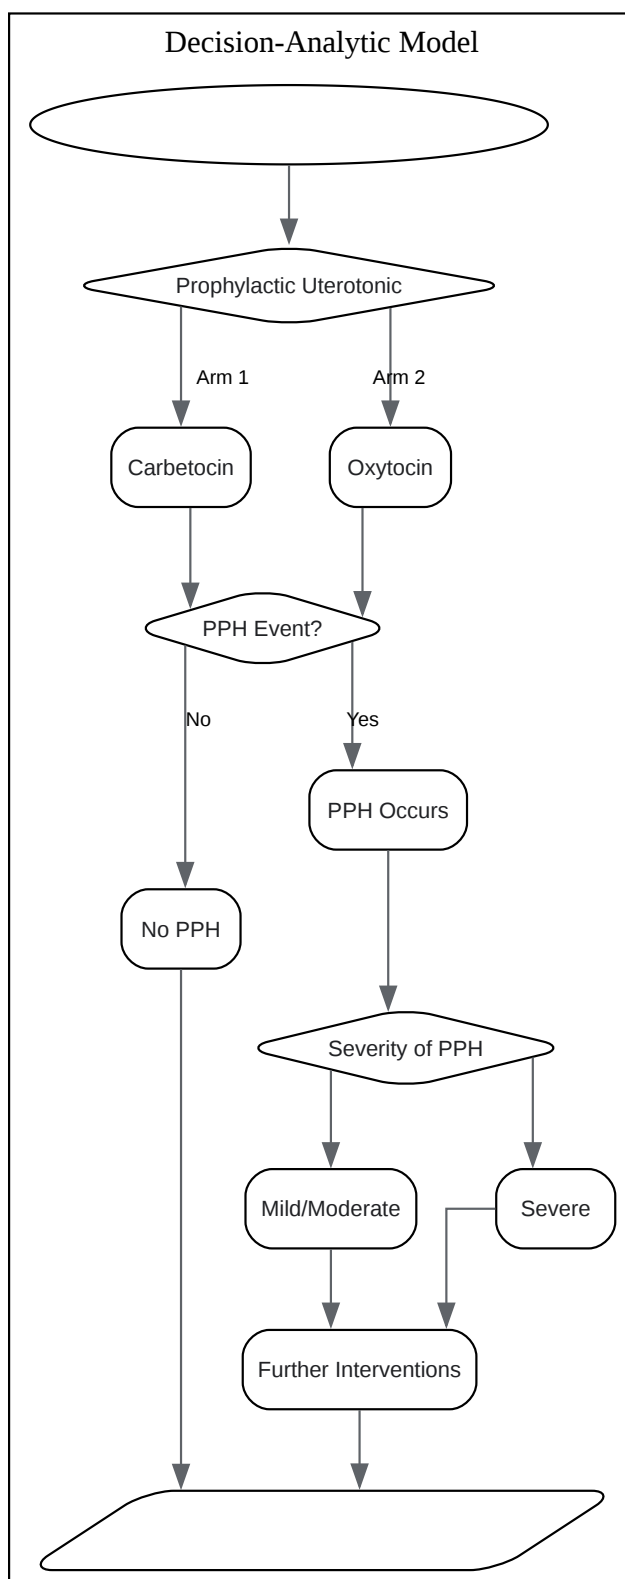 Decision-Analytic Model
Prophylactic Uterotonic
Arm 1
Arm 2
Carbetocin
Oxytocin
PPH Event?
No
Yes
PPH Occurs
No PPH
Severity of PPH
Mild/Moderate
Severe
Further Interventions